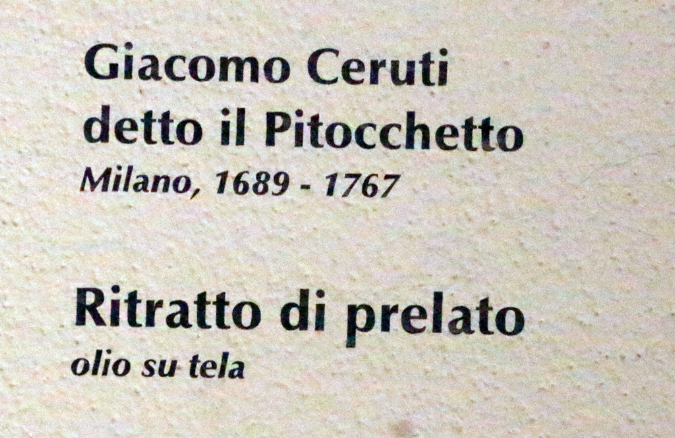 Giacomo Ceruti
detto il Pitocchetto
Milano, 1689 - 1767
Ritratto di prelato
olio su tela